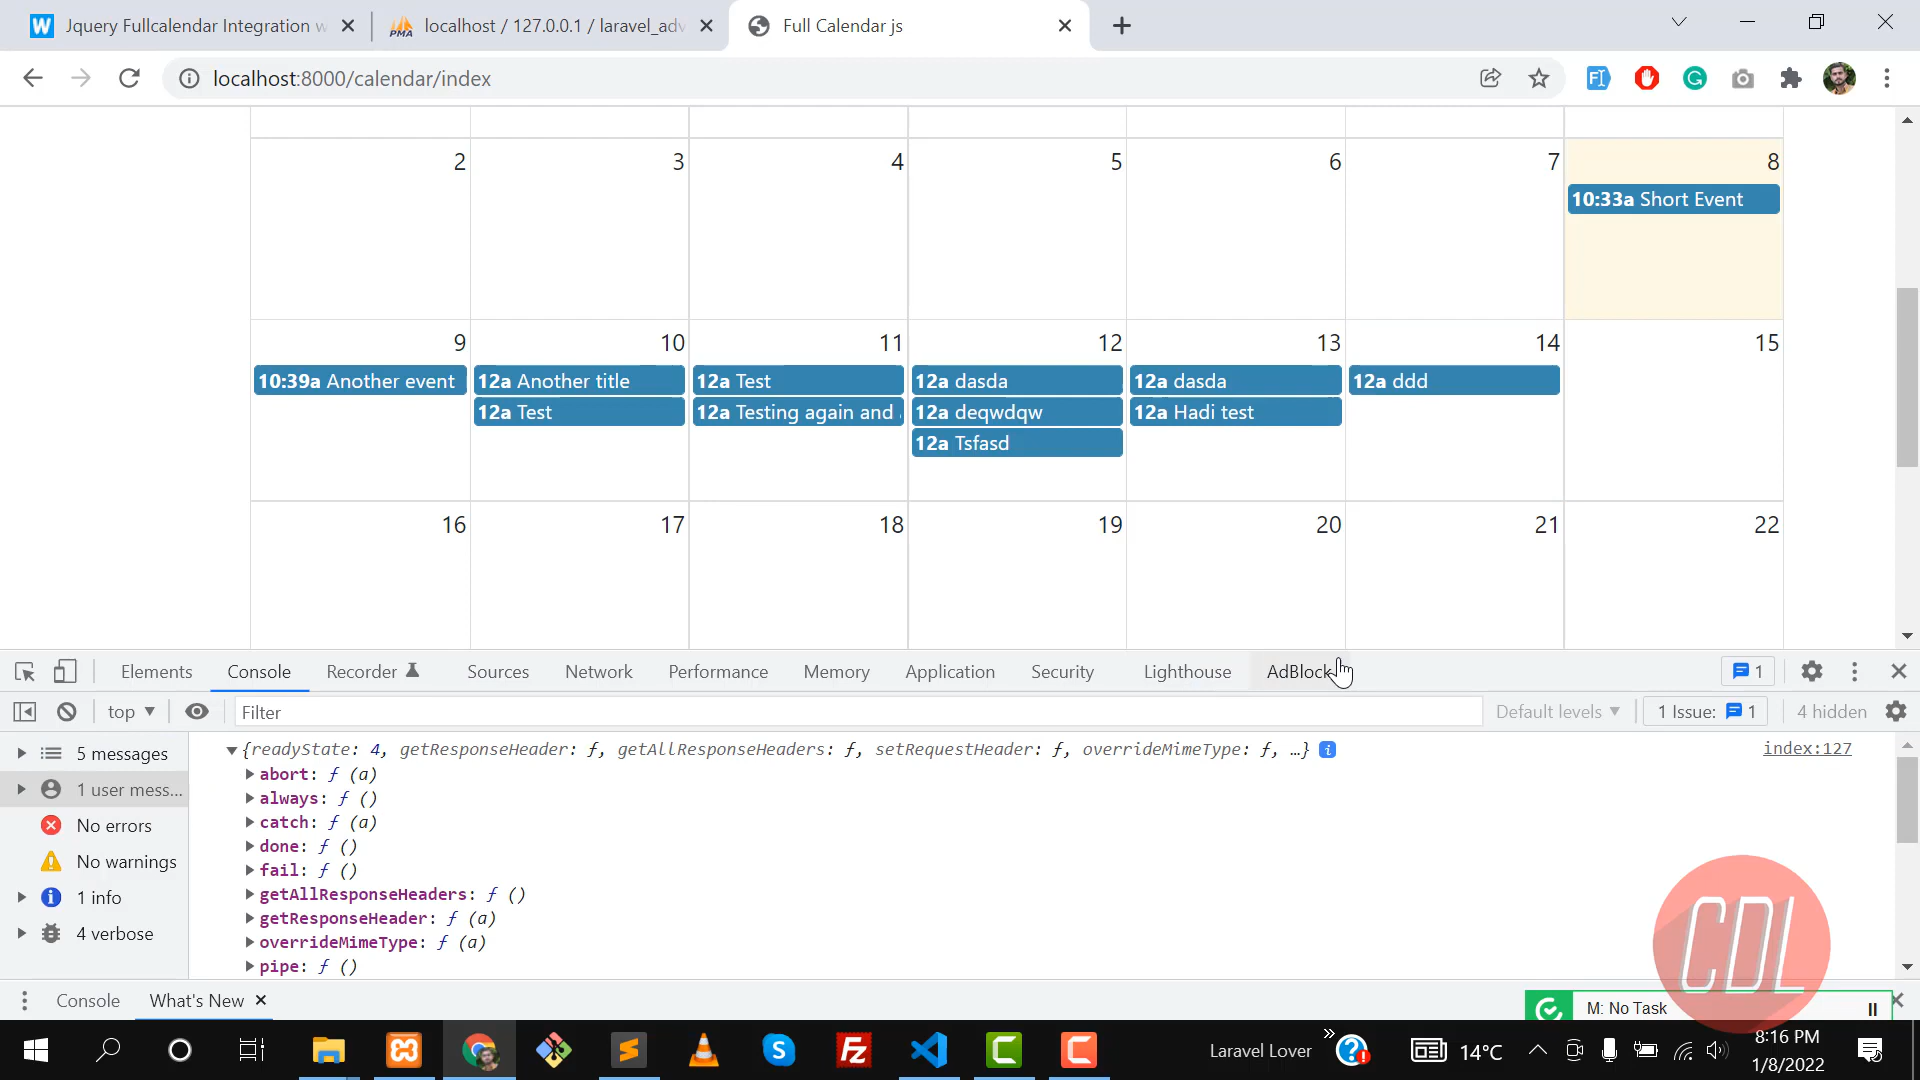 Jquery Fullcalendar Integration w
localhost / 127.0.0.1 / laravel_adv
Full Calendar js
localhost:8000/calendar/index
2 3 4 5 6 7 8
10:33a Short Event
9 10 11 12 13 14 15
10:39a Another event
12a Another title
12a Test
12a dasda
12a dasda
12a ddd
12a Test
12a Testing again and
12a deqwdqw
12a Hadi test
12a Tsfasd
16 17 18 19 20 21 22
Elements Console Recorder Sources Network Performance Memory Application Security Lighthouse AdBlock 1
top Filter Default levels 1 Issue: 1 4 hidden
5 messages
1 user mess...
No errors
No warnings
1 info
4 verbose
{readyState: 4, getResponseHeader: ƒ, getAllResponseHeaders: ƒ, setRequestHeader: ƒ, overrideMimeType: ƒ, …} i
index:127
abort: ƒ (a)
always: ƒ ()
catch: ƒ (a)
done: ƒ ()
fail: ƒ ()
getAllResponseHeaders: ƒ ()
getResponseHeader: ƒ (a)
overrideMimeType: ƒ (a)
pipe: ƒ ()
CDL
Console What's New
M: No Task
Laravel Lover
14°C
8:16 PM
1/8/2022